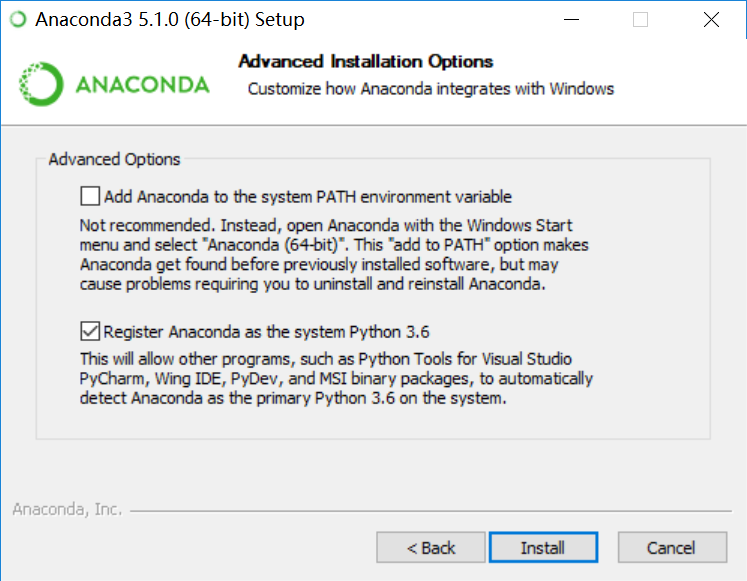 Anaconda3 5.1.0 (64-bit) Setup
ANACONDA
Advanced Installation Options
Customize how Anaconda integrates with Windows
Advanced Options
Add Anaconda to the system PATH environment variable
Not recommended. Instead, open Anaconda with the Windows Start
menu and select "Anaconda (64-bit)". This "add to PATH" option makes
Anaconda get found before previously installed software, but may
cause problems requiring you to uninstall and reinstall Anaconda.
Register Anaconda as the system Python 3.6
This will allow other programs, such as Python Tools for Visual Studio
PyCharm, Wing IDE, PyDev, and MSI binary packages, to automatically
detect Anaconda as the primary Python 3.6 on the system.
Anaconda, Inc.
< Back
Install
Cancel